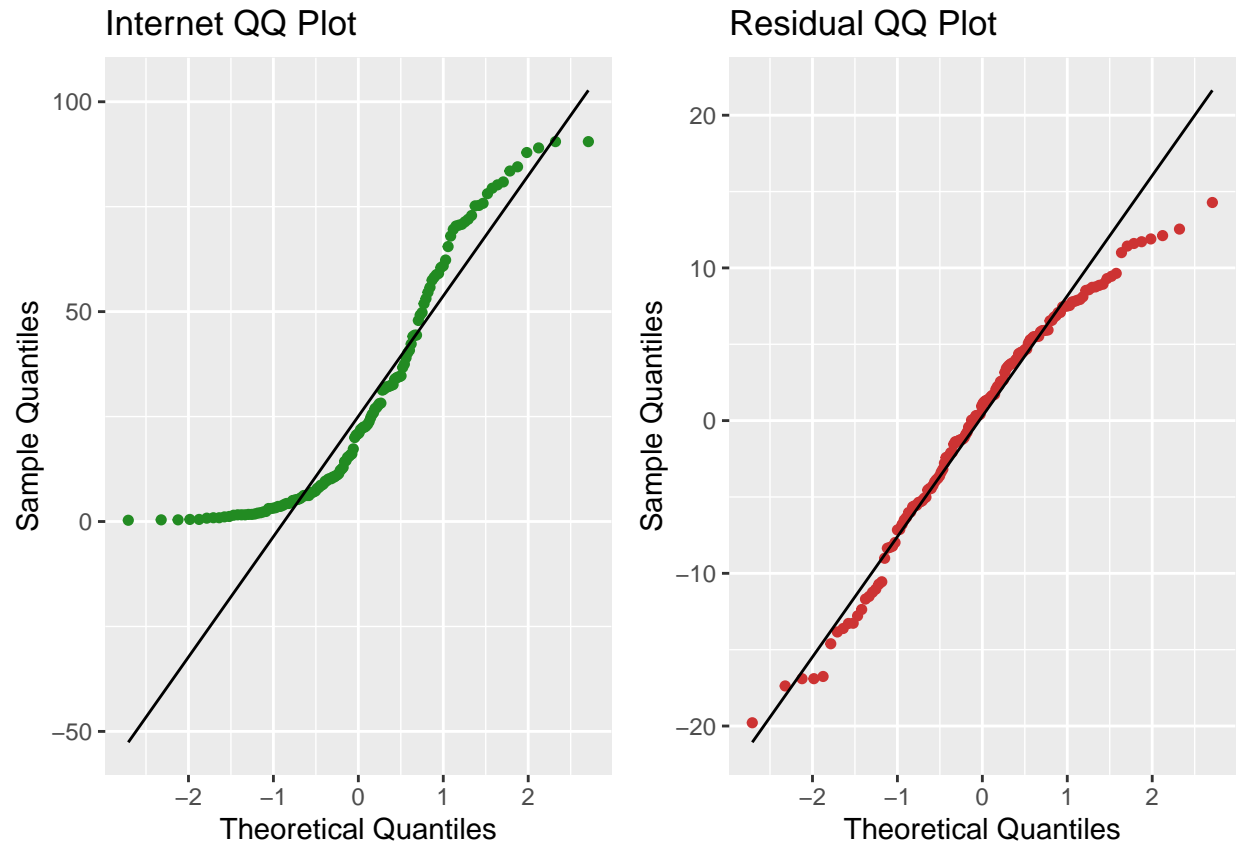 Internet QQ Plot
100
50
0
−50
Sample Quantiles
−2 −1 0 1 2
Theoretical Quantiles
Residual QQ Plot
20
10
0
−10
−20
Sample Quantiles
−2 −1 0 1 2
Theoretical Quantiles